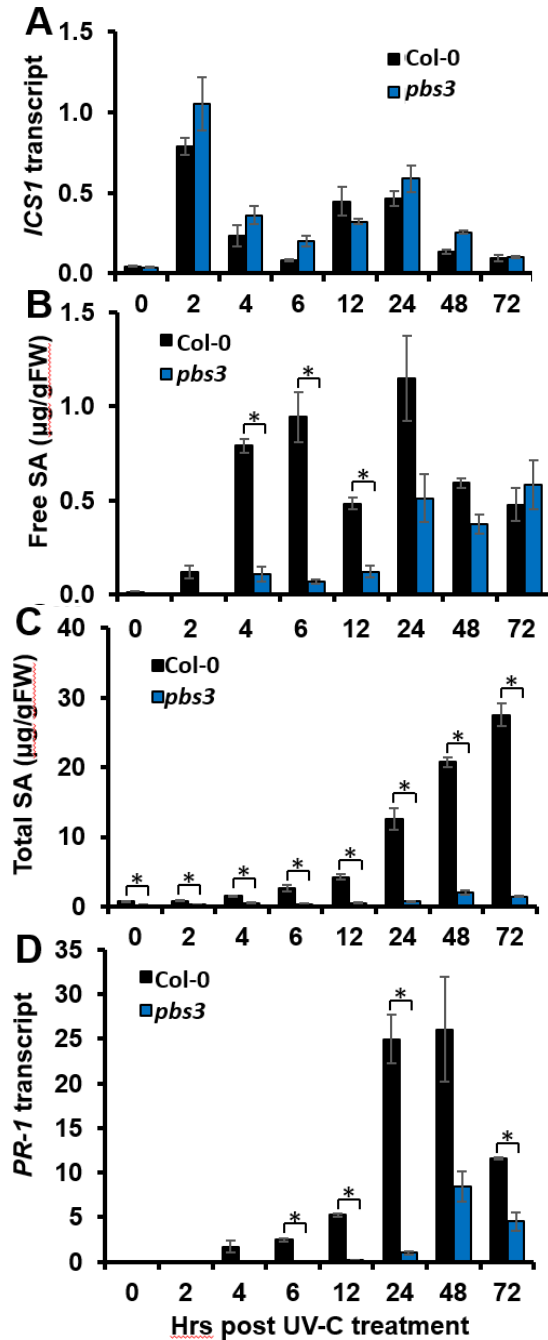 A
ICS1 transcript
1.5
1.0
0.5
0.0
Col-0
pbs3
0 2 4 6 12 24 48 72
B
Free SA (µg/gFW)
1.5
1.0
0.5
0.0
Col-0
pbs3
* * *
0 2 4 6 12 24 48 72
C
Total SA (µg/gFW)
40
30
20
10
0
Col-0
pbs3
* * * * * * * *
0 2 4 6 12 24 48 72
D
PR-1 transcript
35
30
25
20
15
10
5
0
Col-0
pbs3
* * * *
0 2 4 6 12 24 48 72
Hrs post UV-C treatment